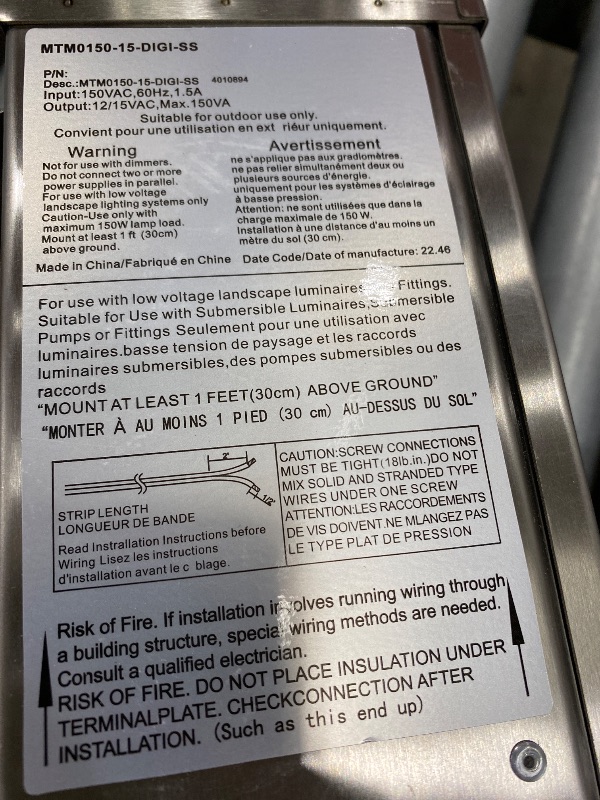 MTM0150-15-DIGI-SS
P/N:
Desc.:MTM0150-15-DIGI-SS 4010894
Input:150VAC,60Hz,1.5A
Output:12/15VAC,Max.150VA
Suitable for outdoor use only.
Convient pour une utilisation en ext riéur uniquement.
Warning
Not for use with dimmers.
Do not connect two or more
power supplies in parallel.
For use with low voltage
landscape lighting systems only
Caution-Use only with
maximum 150W lamp load.
Mount at least 1 ft (30cm)
above ground.
Avertissement
ne s'applique pas aux gradiomètres.
ne pas relier simultanément deux ou
plusieurs sources d'énergie.
uniquement pour les systèmes d'éclairage
à basse pression.
Attention: ne sont utilisées que dans la
charge maximale de 150 W.
Installation à une distance d'au moins un
mètre du sol (30 cm).
Made in China/Fabriqué en Chine Date Code/Date of manufacture: 22.46
For use with low voltage landscape luminaires Fittings.
Suitable for Use with Submersible Luminaires,Submersible
Pumps or Fittings Seulement pour une utilisation avec
luminaires.basse tension de paysage et les raccords
luminaires submersibles,des pompes submersibles ou des
raccords
"MOUNT AT LEAST 1 FEET(30cm) ABOVE GROUND"
"MONTER À AU MOINS 1 PIED (30 cm) AU-DESSUS DU SOL"
2"
1/2"
STRIP LENGTH
LONGUEUR DE BANDE
Read Installation Instructions before
Wiring Lisez les instructions
d'installation avant le c blage.
CAUTION:SCREW CONNECTIONS
MUST BE TIGHT(18lb.in.)DO NOT
MIX SOLID AND STRANDED TYPE
WIRES UNDER ONE SCREW
ATTENTION:LES RACCORDEMENTS
DE VIS DOIVENT.NE MLANGEZ PAS
LE TYPE PLAT DE PRESSION
Risk of Fire. If installation involves running wiring through
a building structure, special wiring methods are needed.
Consult a qualified electrician.
RISK OF FIRE. DO NOT PLACE INSULATION UNDER
TERMINALPLATE. CHECKCONNECTION AFTER
INSTALLATION. (Such as this end up)